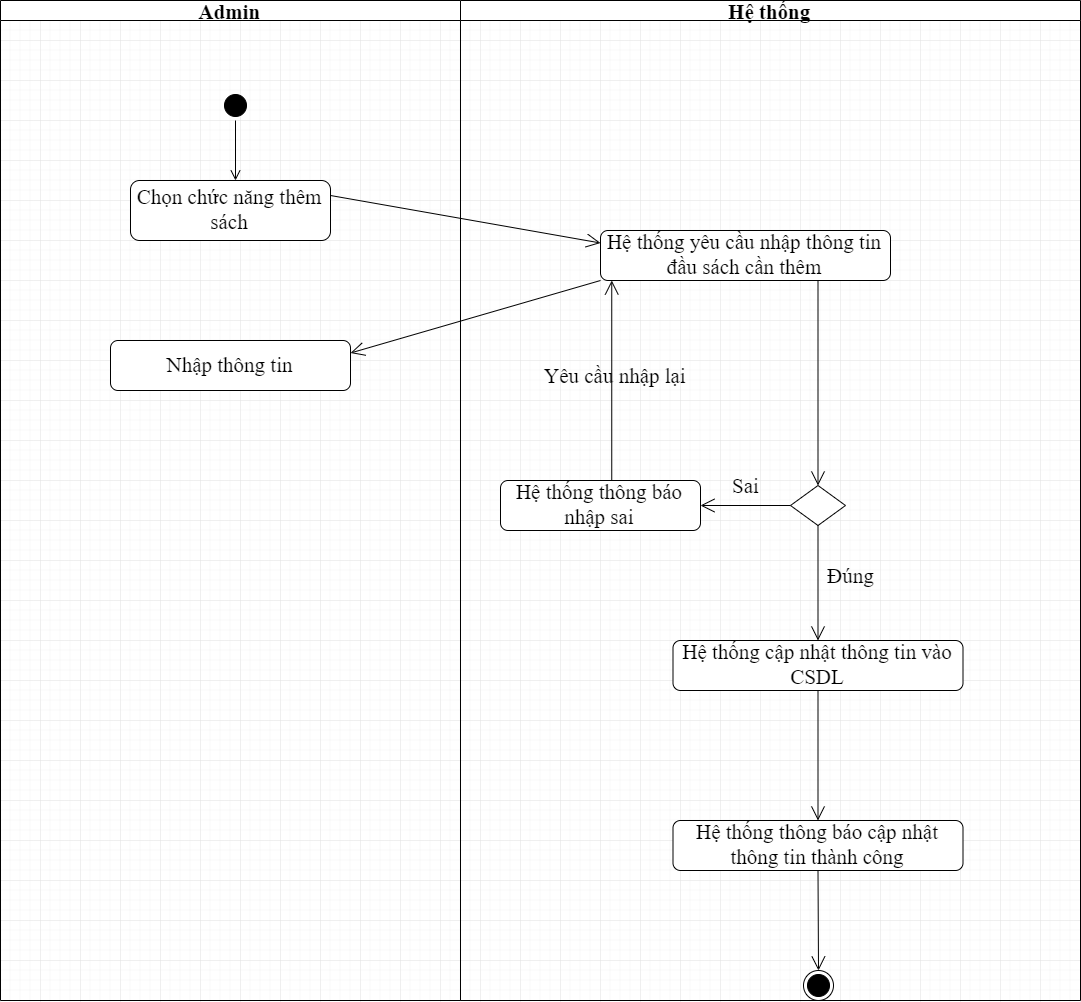 Admin
Hệ thống
Chọn chức năng thêm
sách
Hệ thống yêu cầu nhập thông tin
đầu sách cần thêm
Nhập thông tin
Yêu cầu nhập lại
Sai
Hệ thống thông báo
nhập sai
Đúng
Hệ thống cập nhật thông tin vào
CSDL
Hệ thống thông báo cập nhật
thông tin thành công